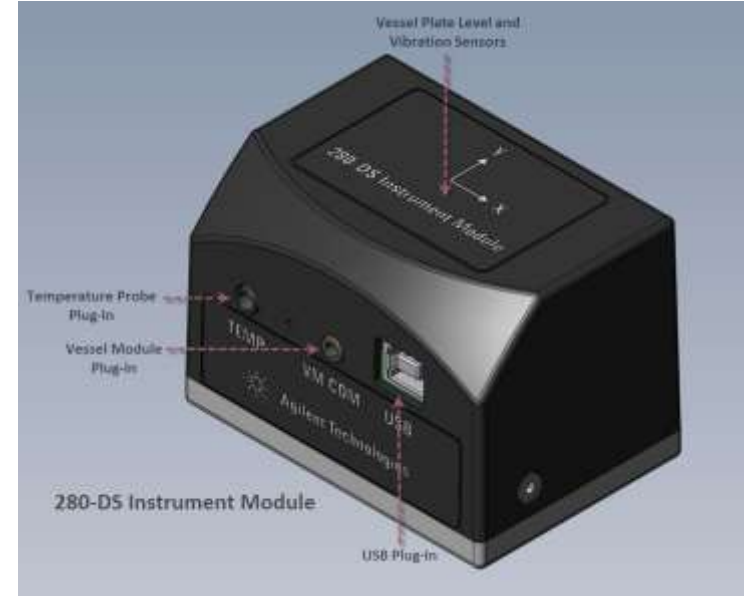 Vessel Plate Level and
Vibration Sensors
Y
X
280-DS Instrument Module
Temperature Probe
Plug-In
TEMP
Vessel Module
Plug-In
VM COM
USB
Agilent Technologies
280-DS Instrument Module
USB Plug-In